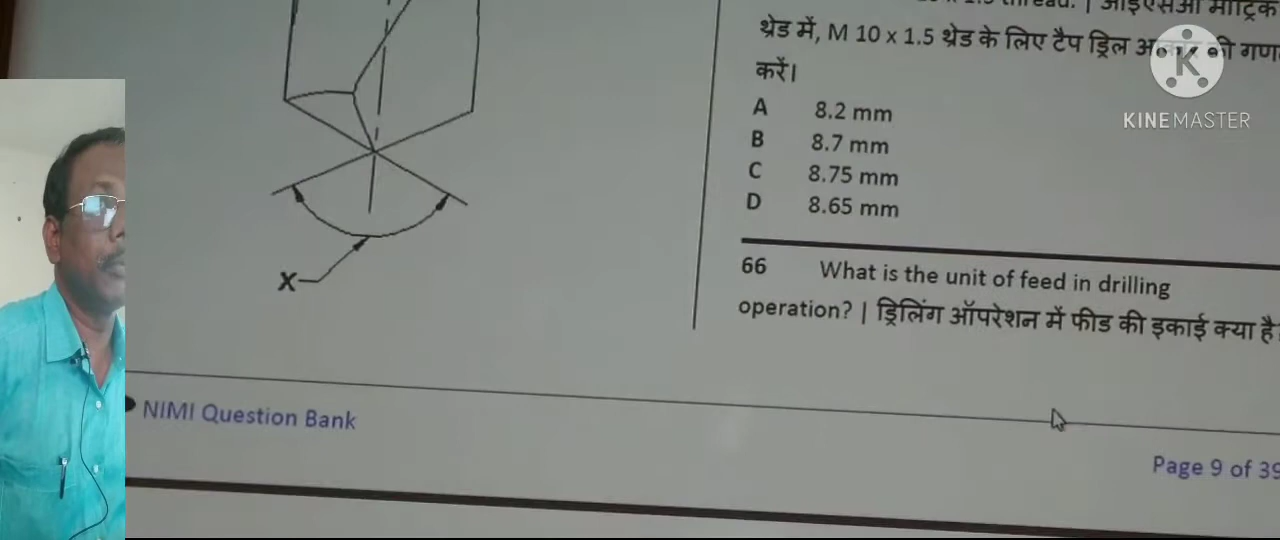 X
थ्रेड में, M 10 x 1.5 थ्रेड के लिए टैप ड्रिल
करें।
A 8.2 mm
B 8.7 mm
C 8.75 mm
D 8.65 mm
66 What is the unit of feed in drilling
operation? | ड्रिलिंग ऑपरेशन में फीड की इकाई क्या है
NIMI Question Bank
Page 9 of 39
K
KINEMASTER